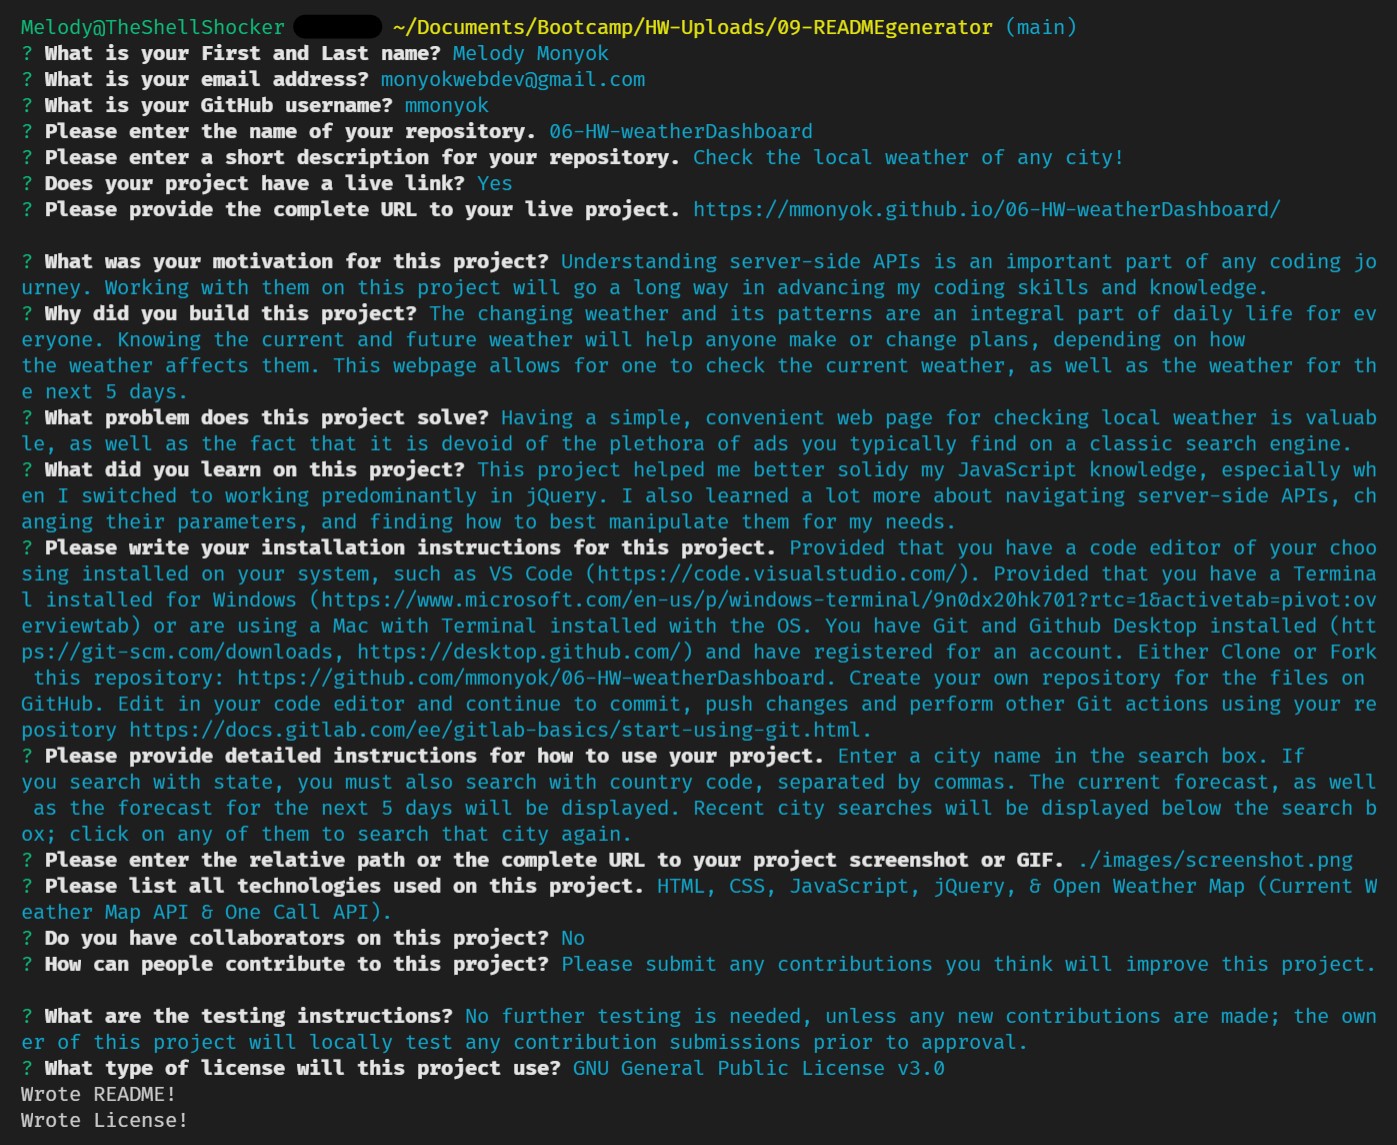 Melody@TheShellShocker ~/Documents/Bootcamp/HW-Uploads/09-READMEgenerator (main)
? What is your First and Last name? Melody Monyok
? What is your email address? monyokwebdev@gmail.com
? What is your GitHub username? mmonyok
? Please enter the name of your repository. 06-HW-weatherDashboard
? Please enter a short description for your repository. Check the local weather of any city!
? Does your project have a live link? Yes
? Please provide the complete URL to your live project. https://mmonyok.github.io/06-HW-weatherDashboard/
? What was your motivation for this project? Understanding server-side APIs is an important part of any coding jo
urney. Working with them on this project will go a long way in advancing my coding skills and knowledge.
? Why did you build this project? The changing weather and its patterns are an integral part of daily life for ev
eryone. Knowing the current and future weather will help anyone make or change plans, depending on how
the weather affects them. This webpage allows for one to check the current weather, as well as the weather for th
e next 5 days.
? What problem does this project solve? Having a simple, convenient web page for checking local weather is valuab
le, as well as the fact that it is devoid of the plethora of ads you typically find on a classic search engine.
? What did you learn on this project? This project helped me better solidy my JavaScript knowledge, especially wh
en I switched to working predominantly in jQuery. I also learned a lot more about navigating server-side APIs, ch
anging their parameters, and finding how to best manipulate them for my needs.
? Please write your installation instructions for this project. Provided that you have a code editor of your choo
sing installed on your system, such as VS Code (https://code.visualstudio.com/). Provided that you have a Termina
l installed for Windows (https://www.microsoft.com/en-us/p/windows-terminal/9n0dx20hk701?rtc=1&activetab=pivot:ov
erviewtab) or are using a Mac with Terminal installed with the OS. You have Git and Github Desktop installed (htt
ps://git-scm.com/downloads, https://desktop.github.com/) and have registered for an account. Either Clone or Fork
 this repository: https://github.com/mmonyok/06-HW-weatherDashboard. Create your own repository for the files on
GitHub. Edit in your code editor and continue to commit, push changes and perform other Git actions using your re
pository https://docs.gitlab.com/ee/gitlab-basics/start-using-git.html.
? Please provide detailed instructions for how to use your project. Enter a city name in the search box. If
you search with state, you must also search with country code, separated by commas. The current forecast, as well
 as the forecast for the next 5 days will be displayed. Recent city searches will be displayed below the search b
ox; click on any of them to search that city again.
? Please enter the relative path or the complete URL to your project screenshot or GIF. ./images/screenshot.png
? Please list all technologies used on this project. HTML, CSS, JavaScript, jQuery, & Open Weather Map (Current W
eather Map API & One Call API).
? Do you have collaborators on this project? No
? How can people contribute to this project? Please submit any contributions you think will improve this project.
? What are the testing instructions? No further testing is needed, unless any new contributions are made; the own
er of this project will locally test any contribution submissions prior to approval.
? What type of license will this project use? GNU General Public License v3.0
Wrote README!
Wrote License!